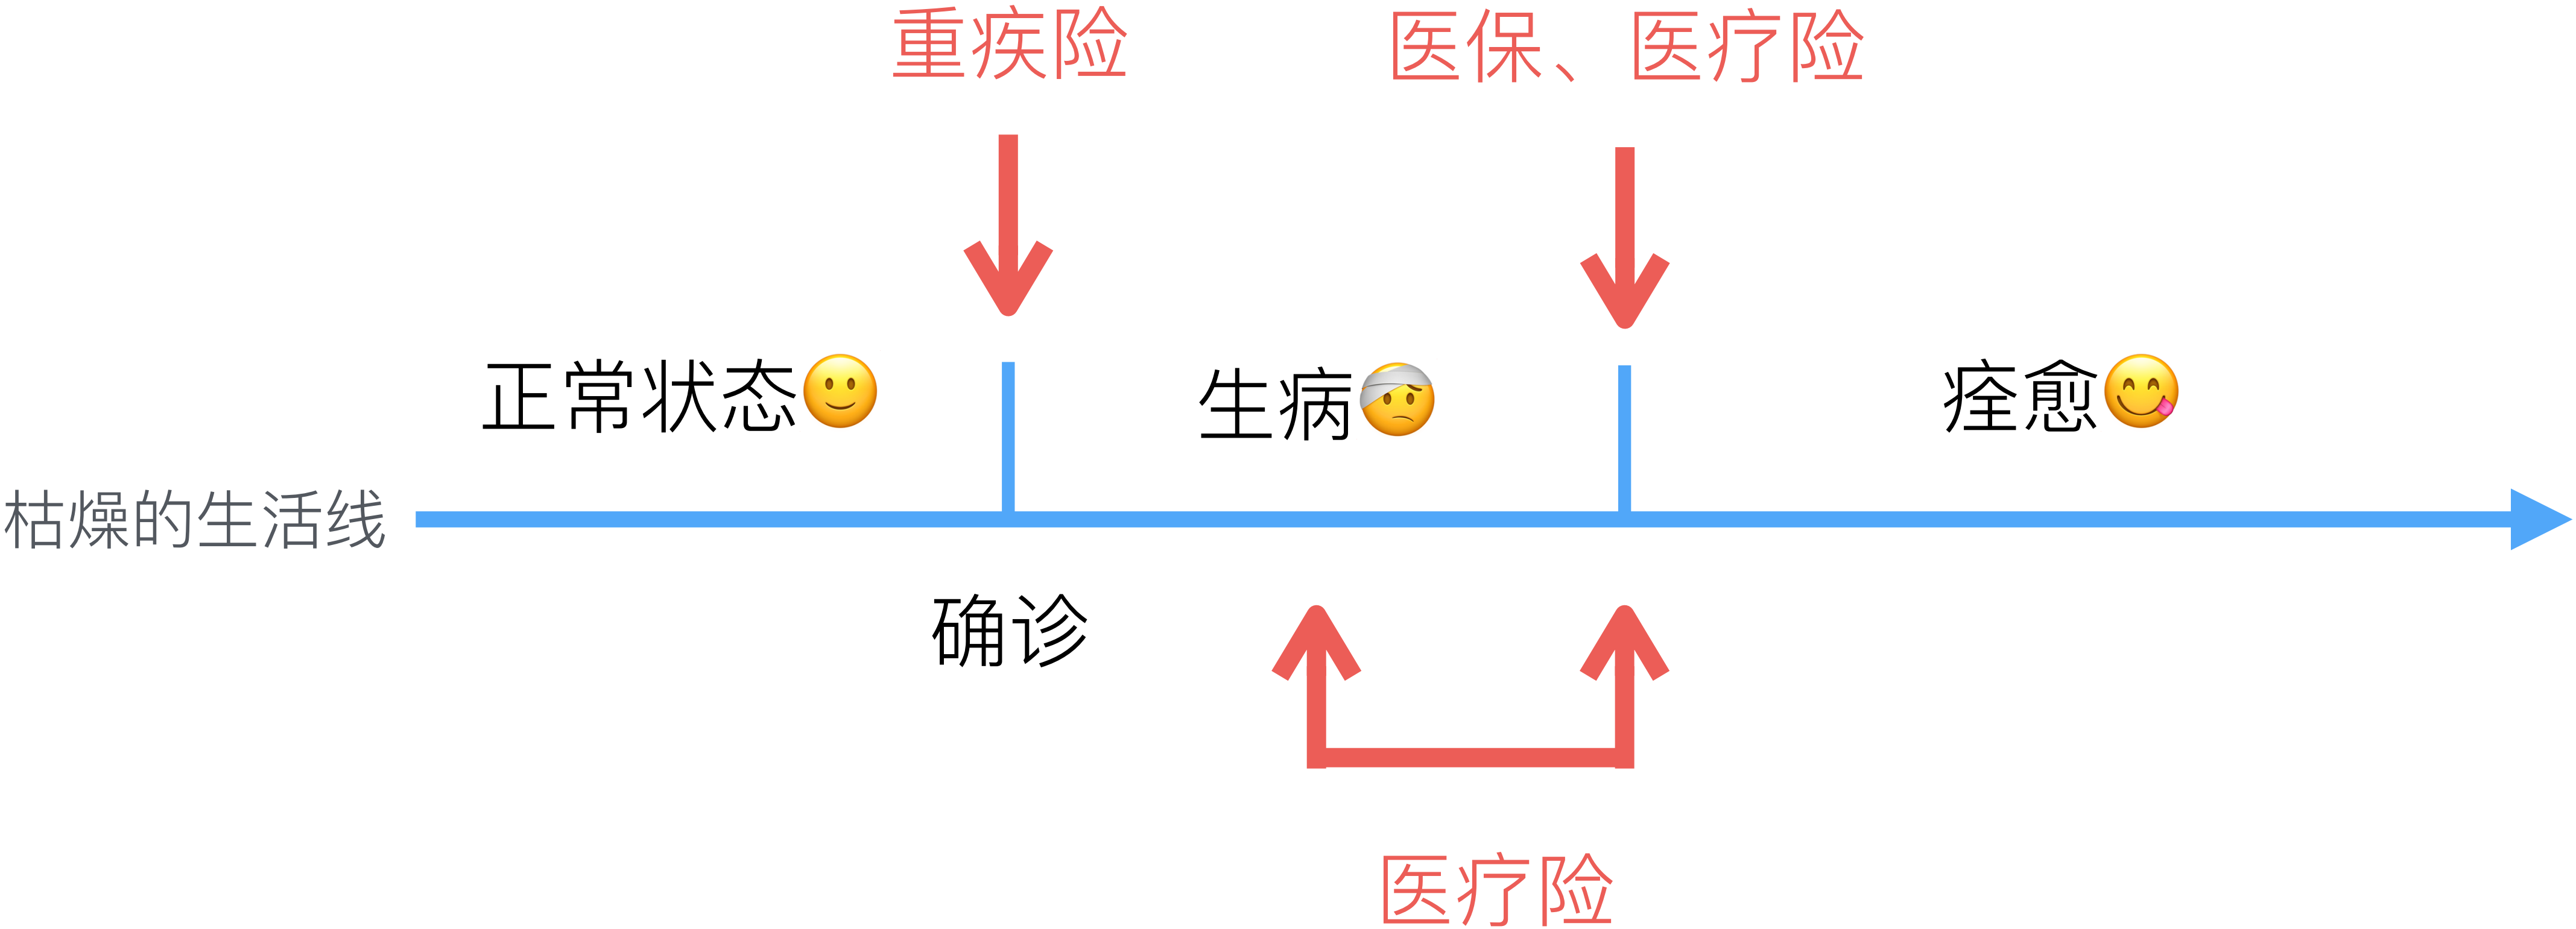 重疾险
医保、医疗险
正常状态🙂
生病🤕
痊愈😋
枯燥的生活线
确诊
医疗险